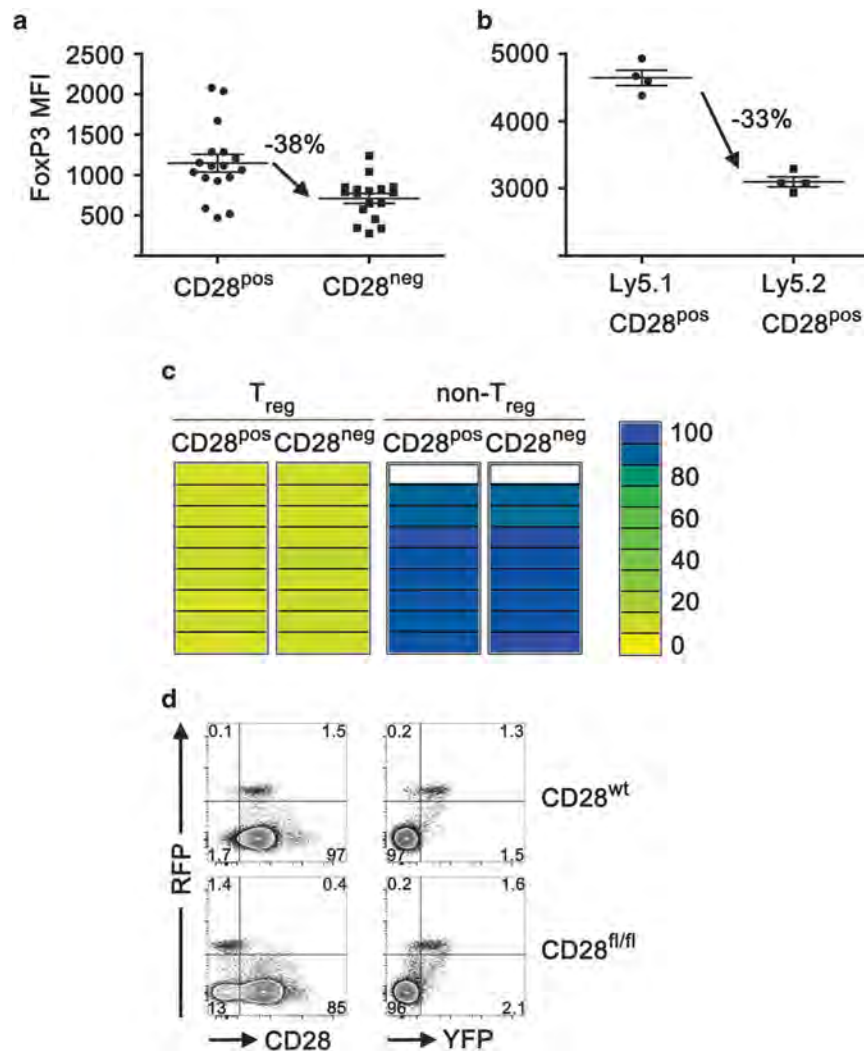 a
b
FoxP3 MFI
2500
2000
1500
1000
500
-38%
CD28pos
CD28neg
5000
4000
3000
-33%
Ly5.1
CD28pos
Ly5.2
CD28pos
c
Treg
non-Treg
CD28pos
CD28neg
CD28pos
CD28neg
100
80
60
40
20
0
d
RFP
0.1
1.5
1.7
97
0.2
1.3
97
1.5
CD28wt
1.4
0.4
13
85
0.2
1.6
96
2.1
CD28fl/fl
CD28
YFP